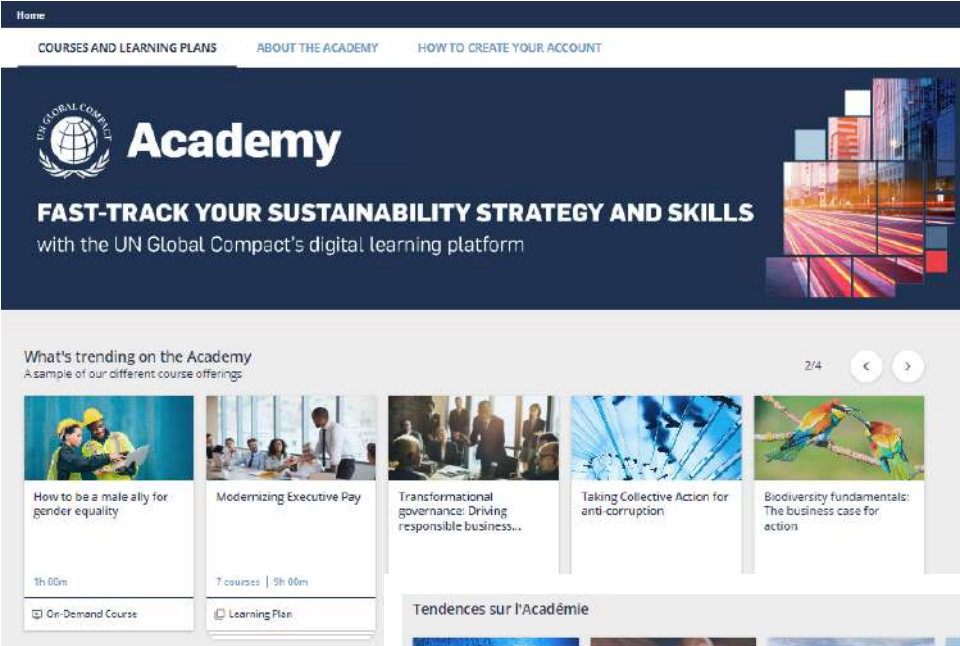 Home
COURSES AND LEARNING PLANS
ABOUT THE ACADEMY
HOW TO CREATE YOUR ACCOUNT
UN GLOBAL COMPACT
Academy
FAST-TRACK YOUR SUSTAINABILITY STRATEGY AND SKILLS
with the UN Global Compact's digital learning platform
What's trending on the Academy
A sample of our different course offerings
2/4
How to be a male ally for
gender equality
1h 00m
On-Demand Course
Modernizing Executive Pay
7 courses | 9h 00m
Learning Plan
Transformational
governance: Driving
responsible business...
Taking Collective Action for
anti-corruption
Biodiversity fundamentals:
The business case for
action
Tendences sur l'Académie